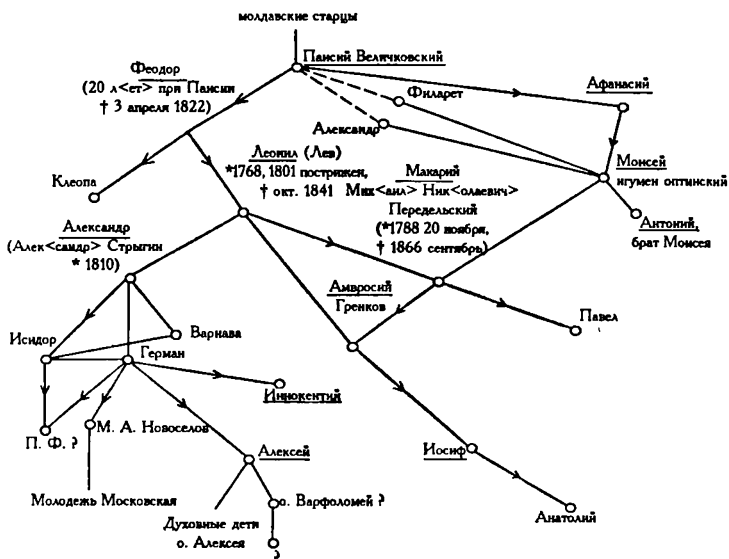 молдавские старцы
Паисий Величковский
Феодор
(20 л<ет> при Паисии
† 3 апреля 1822)
Филарет
Афанасий
Александр
Леонид (Лев)
*1768, 1801 пострижен,
† окт. 1841
Макарий
Мих<аил> Ник<олаевич>
Передельский
(*1788 20 ноября,
† 1866 сентябрь)
Моисей
игумен оптинский
Клеопа
Антоний,
брат Моисея
Александр
(Алек<сандр> Стрыгин
* 1810)
Амвросий
Гренков
Павел
Исидор
Варнава
Герман
Иннокентий
П. Ф. ?
М. А. Новоселов
Алексей
Иосиф
Молодежь Московская
о. Варфоломей ?
Духовные дети
о. Алексея
Анатолий
?